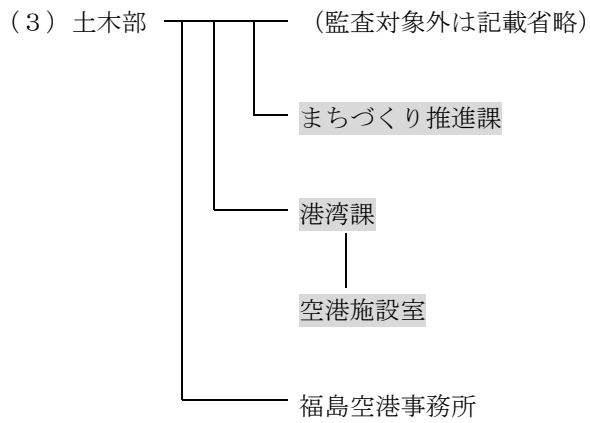 （３）土木部　（監査対象外は記載省略）
まちづくり推進課
港湾課
空港施設室
福島空港事務所